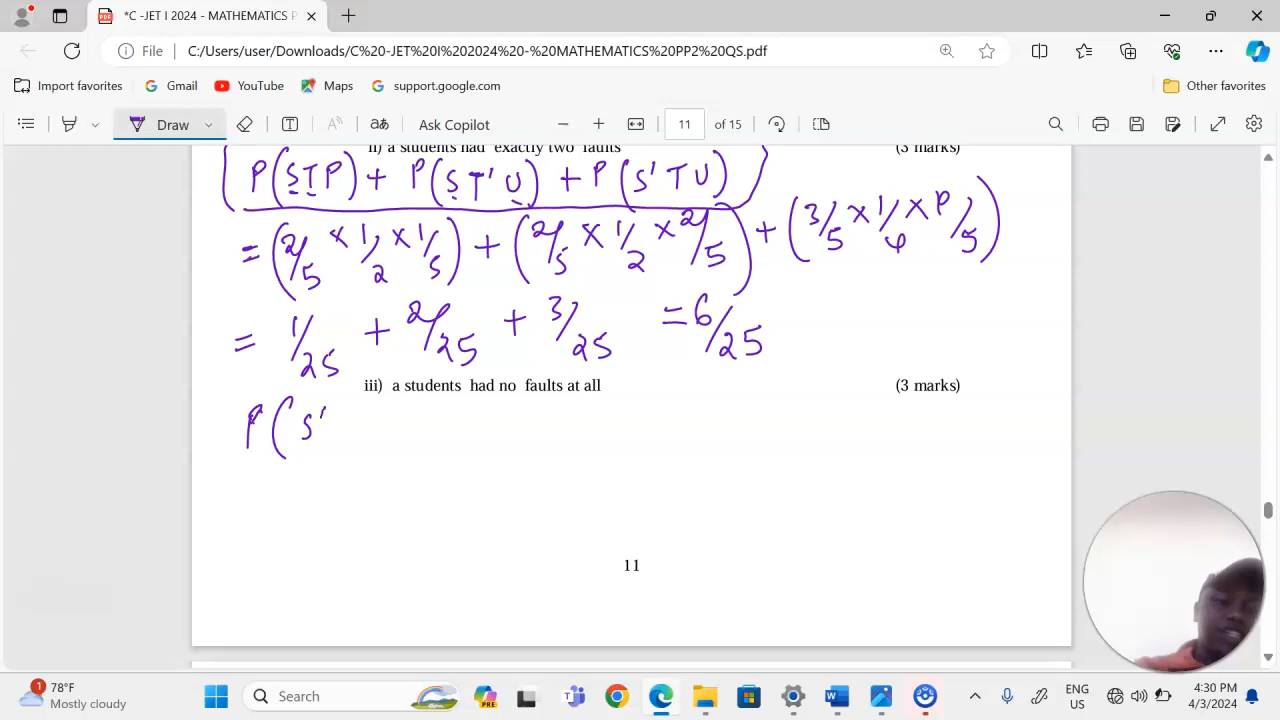 *C -JET I 2024 - MATHEMATICS P
File
C:/Users/user/Downloads/C%20-JET%20I%202024%20-%20MATHEMATICS%20PP2%20QS.pdf
Import favorites
Gmail
YouTube
Maps
support.google.com
Other favorites
Draw
Ask Copilot
11
of 15
ii) a students had exactly two faults (3 marks)
P(STP) + P(ST'U) + P(S'TU)
= (2/5 × 1/2 × 1/5) + (2/5 × 1/2 × 2/5) + (3/5 × 1/4 × P/5)
= 1/25 + 2/25 + 3/25 = 6/25
iii) a students had no faults at all (3 marks)
P(S'
11
1
78°F
Mostly cloudy
Search
PRE
ENG
US
4:30 PM
4/3/2024